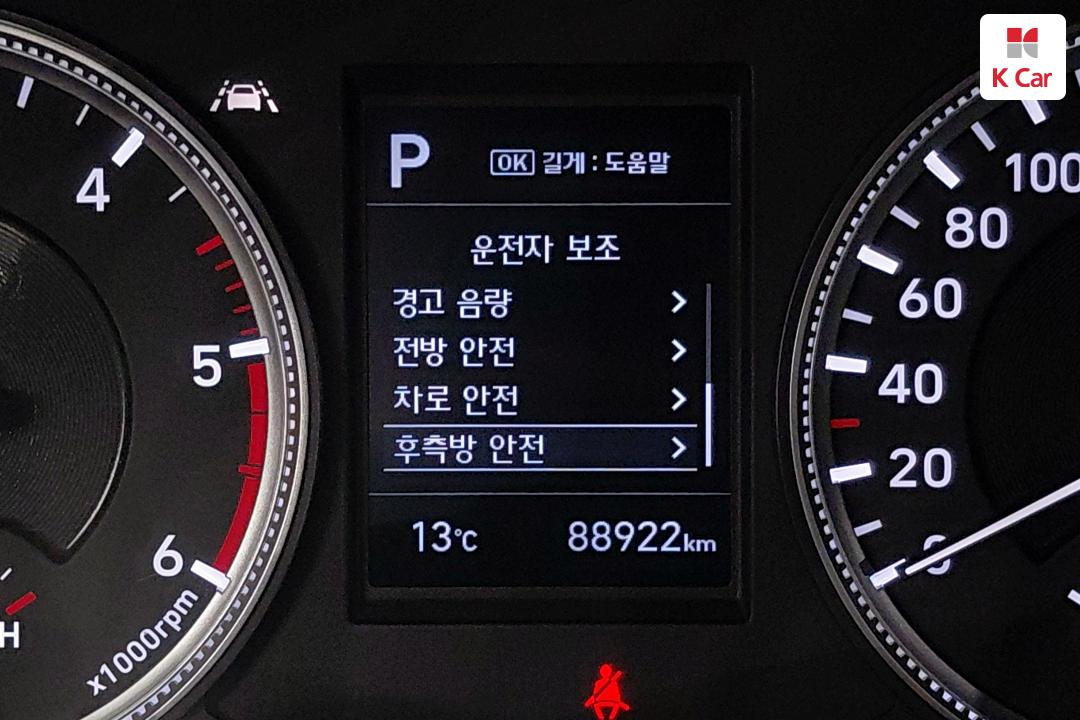 K Car
P
OK 길게 : 도움말
운전자 보조
경고 음량
전방 안전
차로 안전
후측방 안전
13℃ 88922km
4
5
6
x1000rpm
H
100
80
60
40
20
0